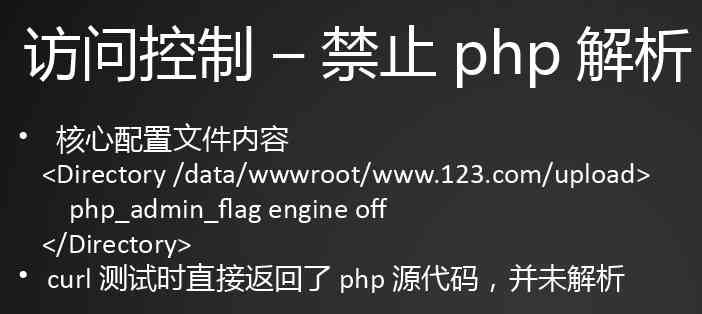 访问控制 – 禁止 php 解析
• 核心配置文件内容
<Directory /data/wwwroot/www.123.com/upload>
php_admin_flag engine off
</Directory>
• curl 测试时直接返回了 php 源代码，并未解析